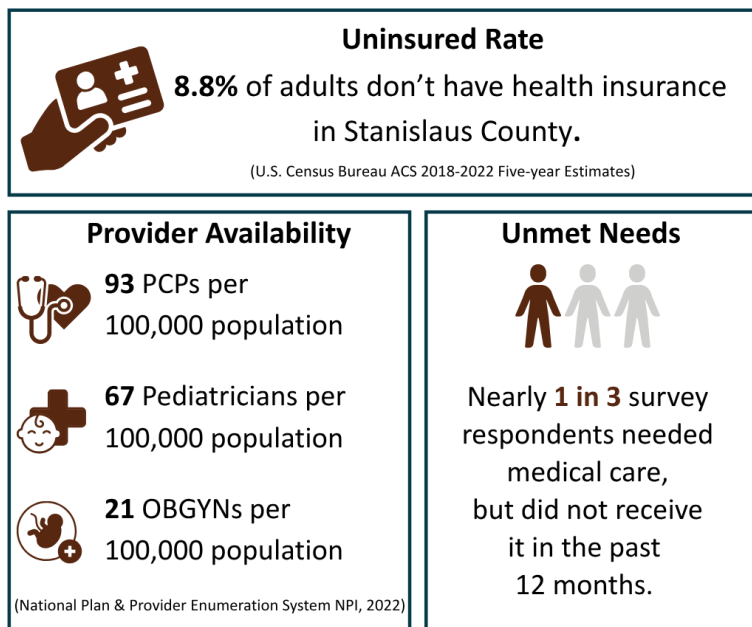 Uninsured Rate
8.8% of adults don’t have health insurance
in Stanislaus County.
(U.S. Census Bureau ACS 2018-2022 Five-year Estimates)
Provider Availability
93 PCPs per
100,000 population
67 Pediatricians per
100,000 population
21 OBGYNs per
100,000 population
(National Plan & Provider Enumeration System NPI, 2022)
Unmet Needs
Nearly 1 in 3 survey
respondents needed
medical care,
but did not receive
it in the past
12 months.